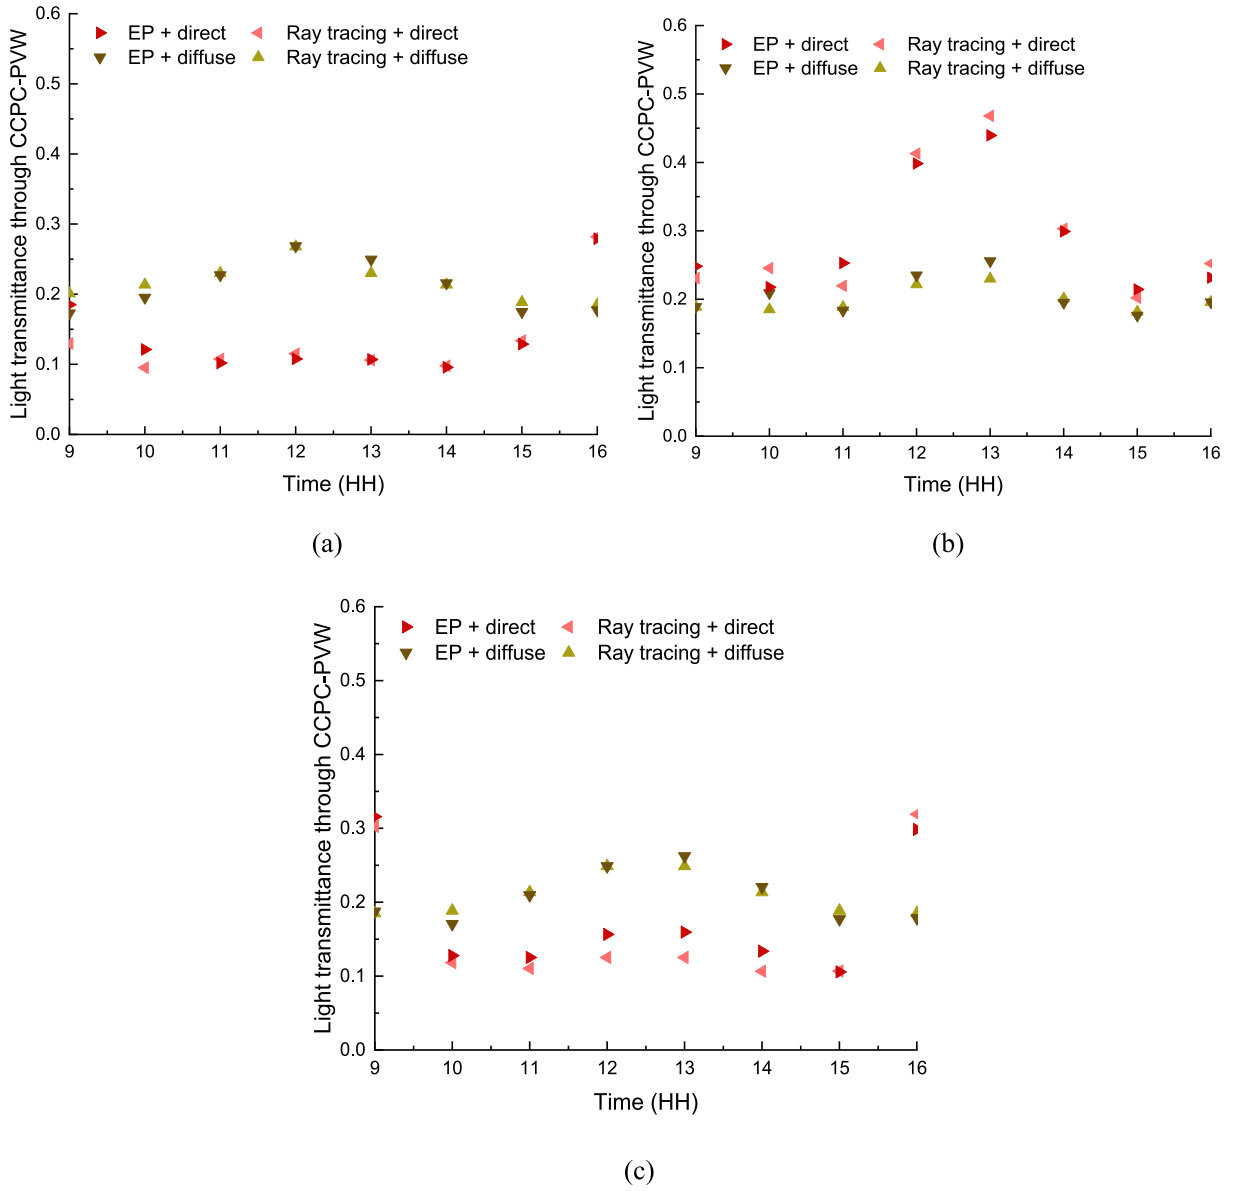 EP + direct Ray tracing + direct
EP + diffuse Ray tracing + diffuse
Light transmittance through CCPC-PVW
0.6
0.5
0.4
0.3
0.2
0.1
0.0
9 10 11 12 13 14 15 16
Time (HH)
(a)
EP + direct Ray tracing + direct
EP + diffuse Ray tracing + diffuse
Light transmittance through CCPC-PVW
0.6
0.5
0.4
0.3
0.2
0.1
0.0
9 10 11 12 13 14 15 16
Time (HH)
(b)
EP + direct Ray tracing + direct
EP + diffuse Ray tracing + diffuse
Light transmittance through CCPC-PVW
0.6
0.5
0.4
0.3
0.2
0.1
0.0
9 10 11 12 13 14 15 16
Time (HH)
(c)